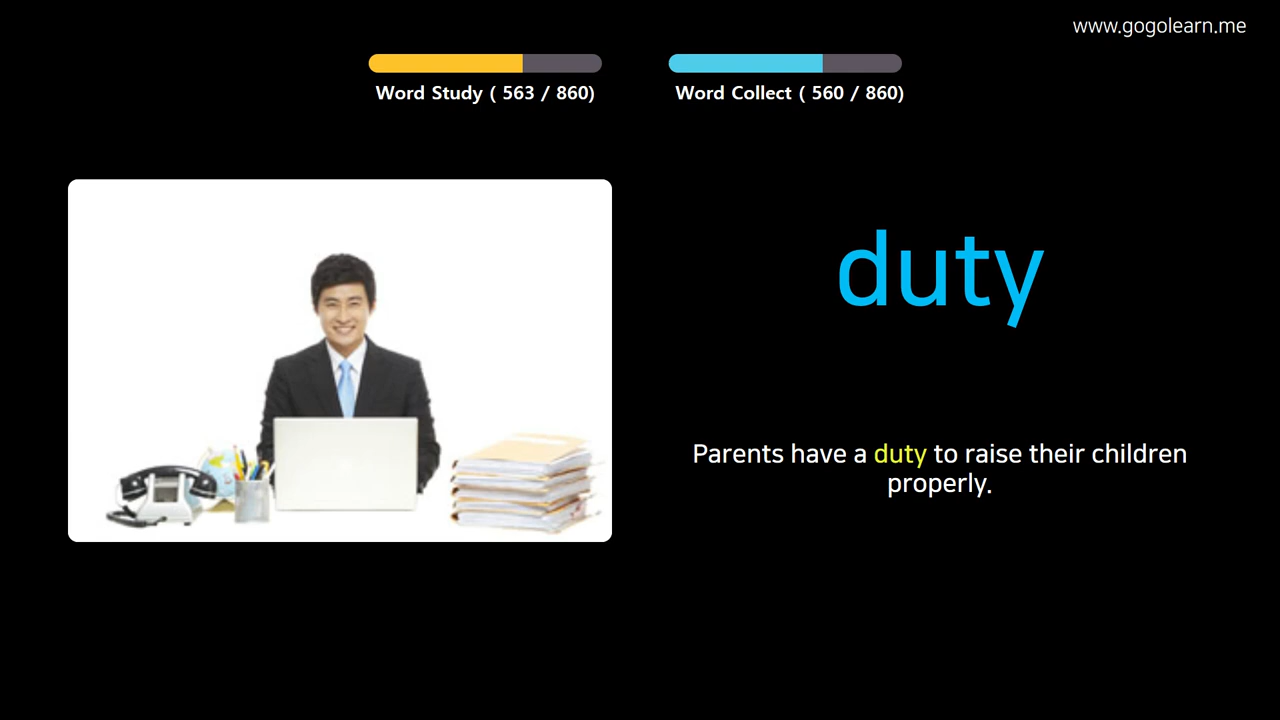 www.gogolearn.me
Word Study ( 563 / 860)
Word Collect ( 560 / 860)
duty
Parents have a duty to raise their children
properly.